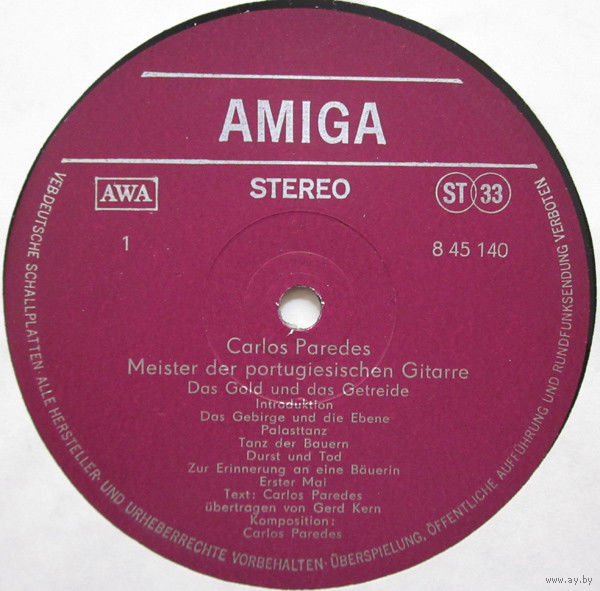 AMIGA
AWA
STEREO
ST 33
1
8 45 140
Carlos Paredes
Meister der portugiesischen Gitarre
Das Gold und das Getreide
Introduktion
Das Gebirge und die Ebene
Palasttanz
Tanz der Bauern
Durst und Tod
Zur Erinnerung an eine Bäuerin
Erster Mai
Text: Carlos Paredes
übertragen von Gerd Kern
Komposition:
Carlos Paredes
VEB DEUTSCHE SCHALLPLATTEN ALLE HERSTELLER- UND URHEBERRECHTE VORBEHALTEN · ÜBERSPIELUNG, ÖFFENTLICHE AUFFÜHRUNG UND RUNDFUNKSENDUNG VERBOTEN
www.ay.by